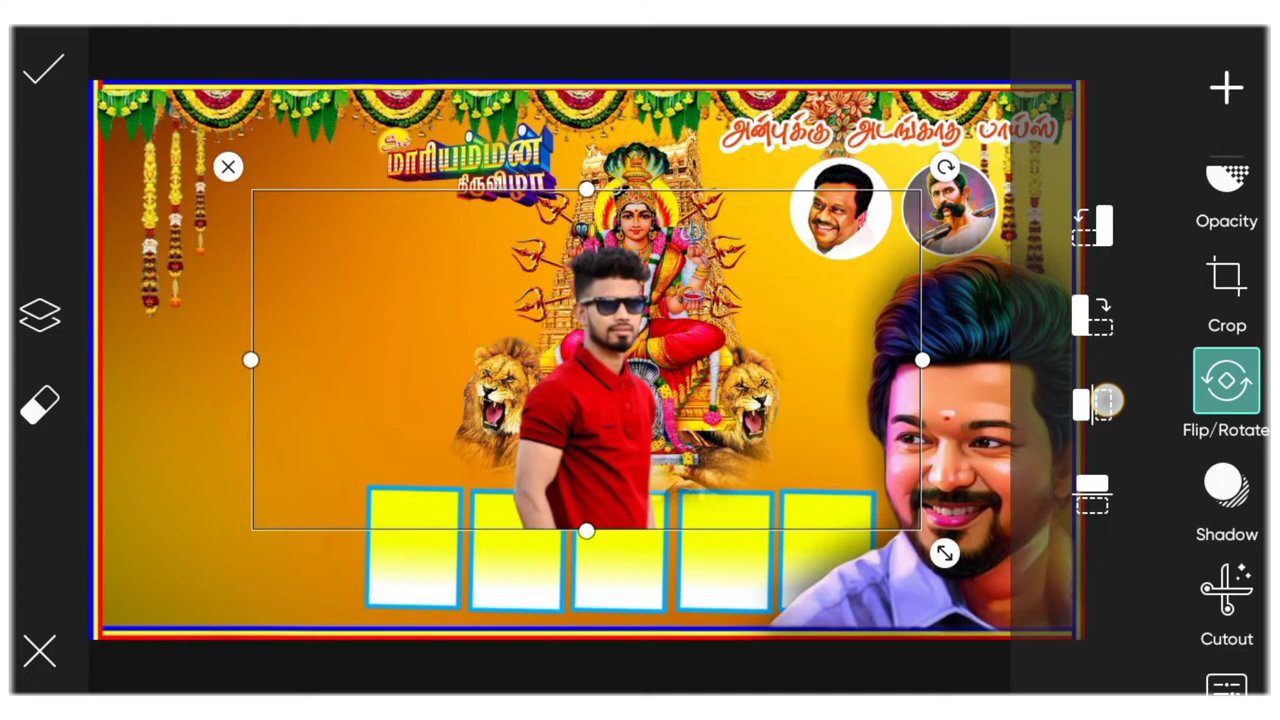 ஸ்ரீ
மாரியம்மன்
திருவிழா
அன்புக்கு அடங்காத பாய்ஸ்
Opacity
Crop
Flip/Rotate
Shadow
Cutout